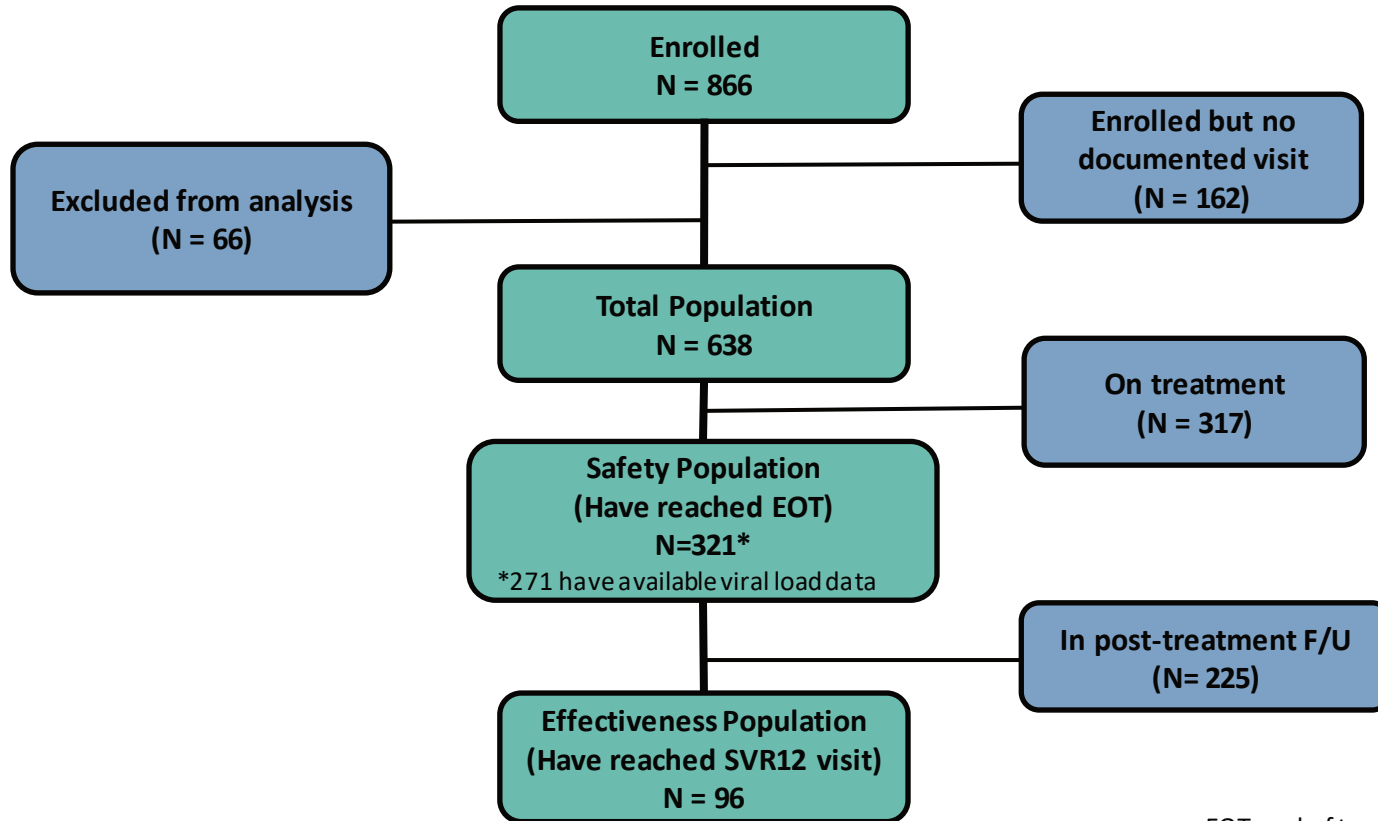 Enrolled
N = 866
Enrolled but no
documented visit
(N = 162)
Excluded from analysis
(N = 66)
Total Population
N = 638
On treatment
(N = 317)
Safety Population
(Have reached EOT)
N=321*
*271 have available viral load data
In post-treatment F/U
(N= 225)
Effectiveness Population
(Have reached SVR12 visit)
N = 96